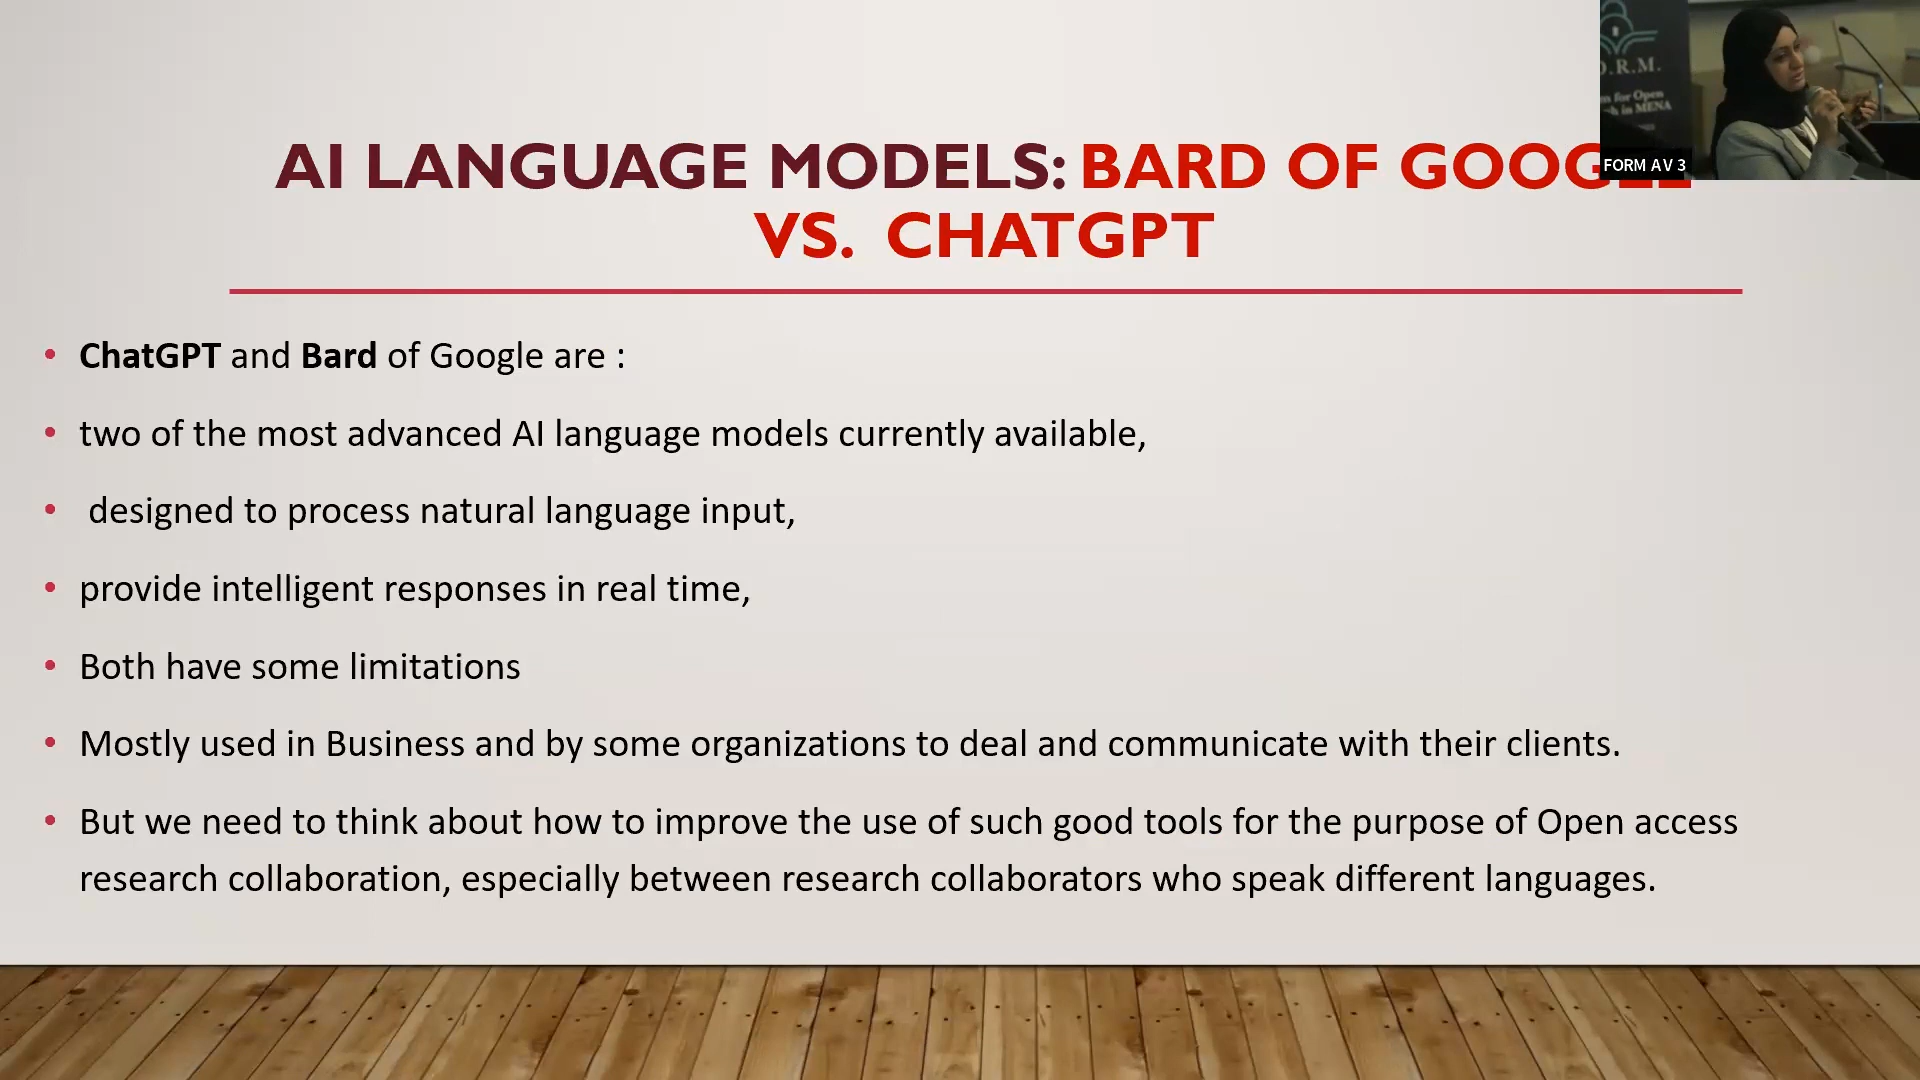 AI LANGUAGE MODELS: BARD OF
VS. CHATGPT
• ChatGPT and Bard of Google are :
• two of the most advanced AI language models currently available,
• designed to process natural language input,
• provide intelligent responses in real time,
• Both have some limitations
• Mostly used in Business and by some organizations to deal and communicate with their clients.
• But we need to think about how to improve the use of such good tools for the purpose of Open access
research collaboration, especially between research collaborators who speak different languages.
.R.M.
for Open
in MENA
FORM AV 3